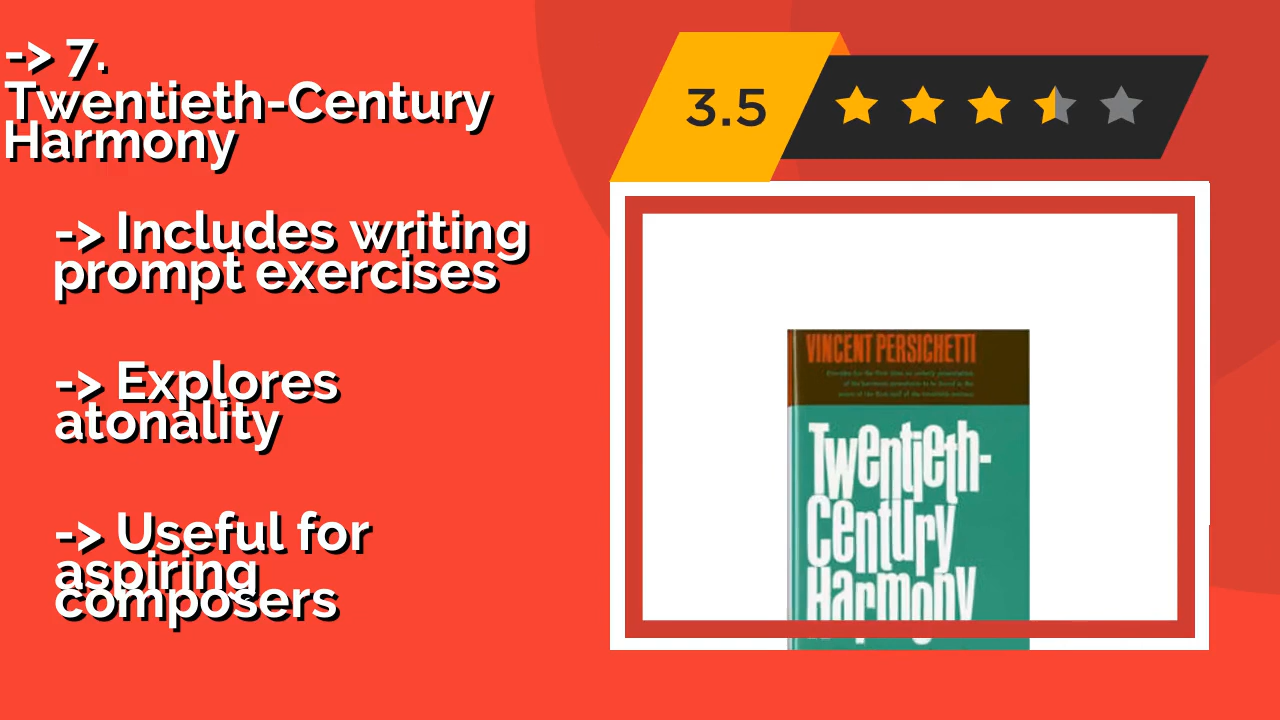 -> 7.
Twentieth-Century
Harmony
-> Includes writing
prompt exercises
-> Explores
atonality
-> Useful for
aspiring
composers
3.5
VINCENT PERSICHETTI
Twentieth-
Century
Harmony